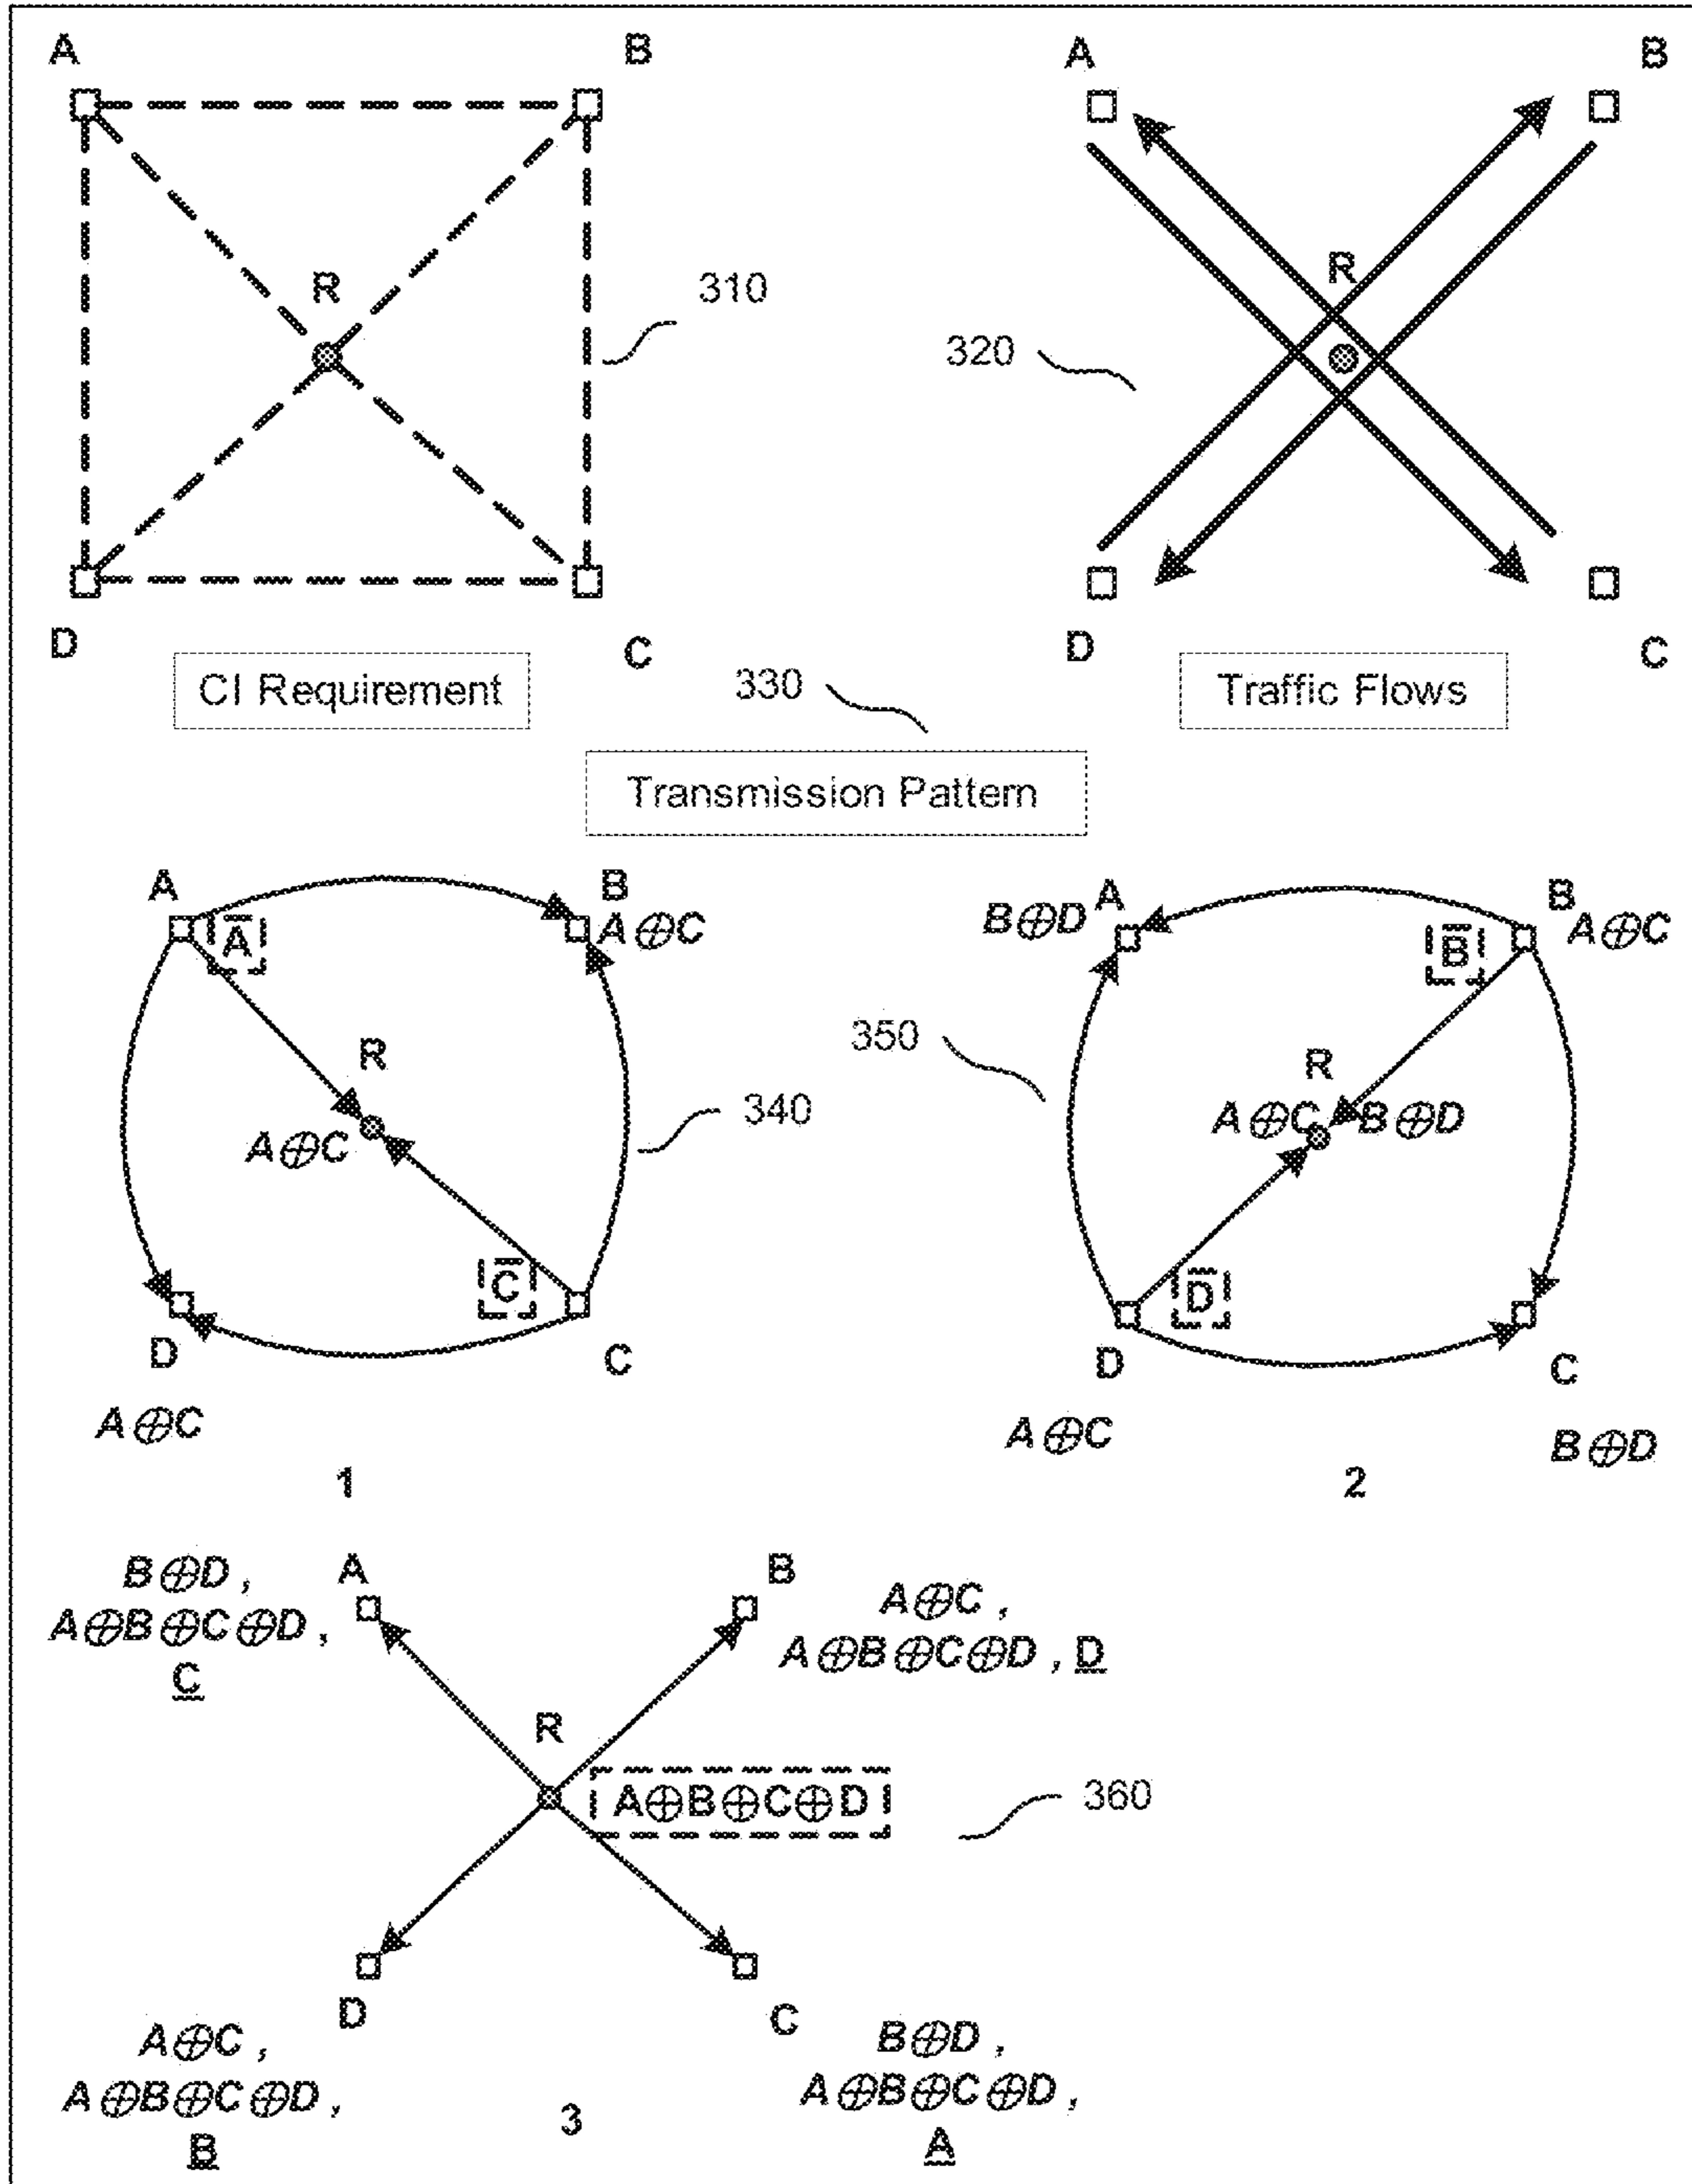 A B
A B
R
R
310
320
D C
D C
CI Requirement
330
Traffic Flows
Transmission Pattern
A B
A̅
A⊕C
R
A⊕C
340
C̅
D C
A⊕C
1
B⊕D A
B A⊕C
B̅
350
R
A⊕C B⊕D
D̅
D C
A⊕C
B⊕D
2
B⊕D,
A⊕B⊕C⊕D,
C
A B
A⊕C,
A⊕B⊕C⊕D, D
R
A⊕B⊕C⊕D
360
D C
A⊕C,
A⊕B⊕C⊕D,
B
3
B⊕D,
A⊕B⊕C⊕D,
A